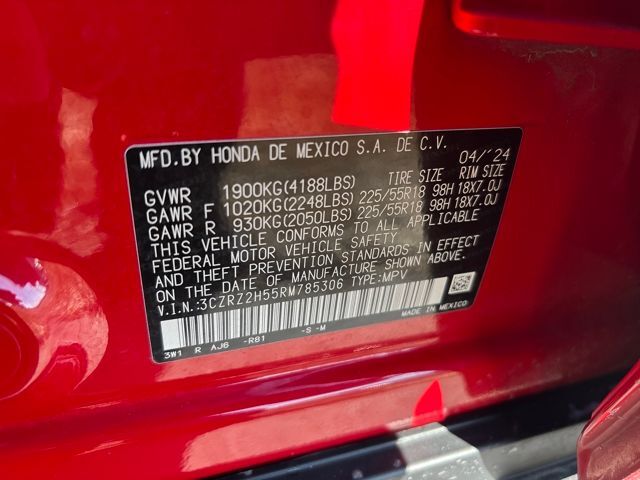 MFD.BY HONDA DE MEXICO S.A. DE C.V. 04/'24
GVWR 1900KG(4188LBS) TIRE SIZE RIM SIZE
GAWR F 1020KG(2248LBS) 225/55R18 98H 18X7.0J
GAWR R 930KG(2050LBS) 225/55R18 98H 18X7.0J
THIS VEHICLE CONFORMS TO ALL APPLICABLE
FEDERAL MOTOR VEHICLE SAFETY
AND THEFT PREVENTION STANDARDS IN EFFECT
ON THE DATE OF MANUFACTURE SHOWN ABOVE.
V.I.N.:3CZRZ2H55RM785306 TYPE:MPV
MADE IN MEXICO
3W1 R AJ6 -R81 -S -M